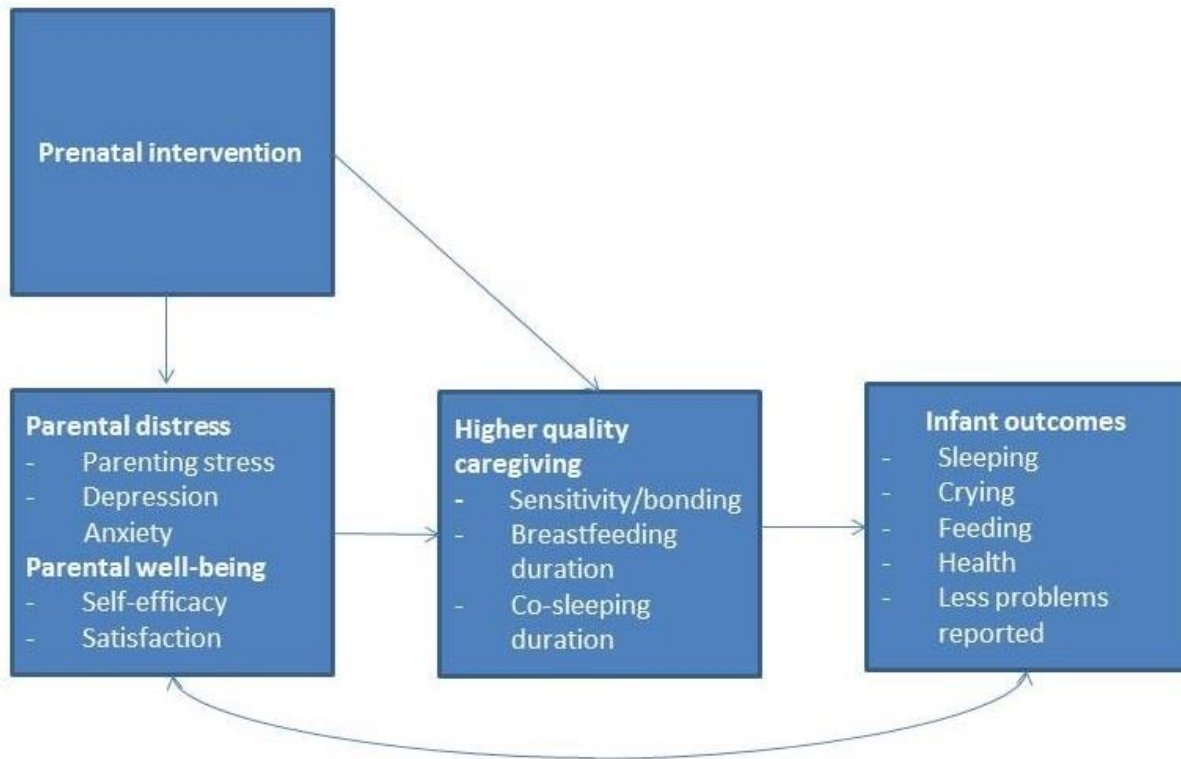 Prenatal intervention
Parental distress
- Parenting stress
- Depression
Anxiety
Parental well-being
- Self-efficacy
- Satisfaction
Higher quality
caregiving
- Sensitivity/bonding
- Breastfeeding
duration
- Co-sleeping
duration
Infant outcomes
- Sleeping
- Crying
- Feeding
- Health
- Less problems
reported